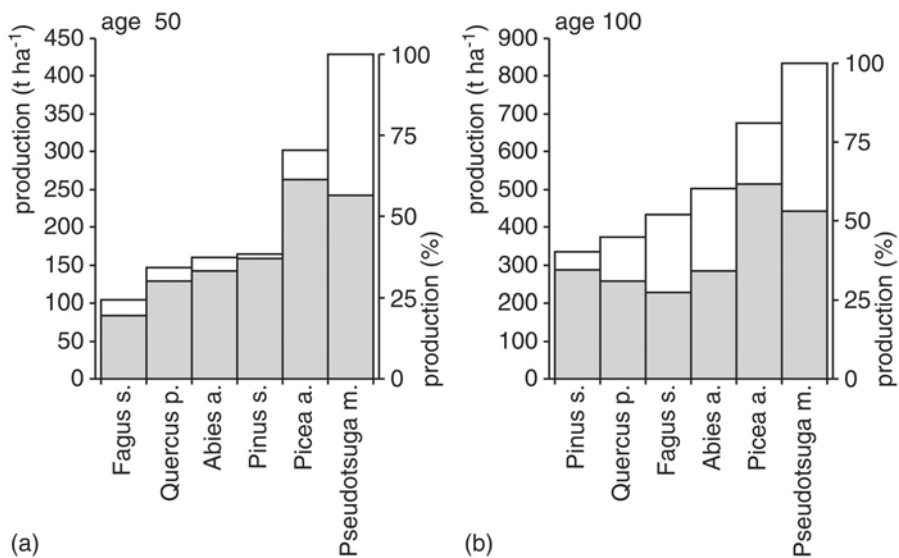 age 50
production (t ha⁻¹)
450
400
350
300
250
200
150
100
50
0
100
75
50
25
0
production (%)
Fagus s.
Quercus p.
Abies a.
Pinus s.
Picea a.
Pseudotsuga m.
(a)
age 100
production (t ha⁻¹)
900
800
700
600
500
400
300
200
100
0
100
75
50
25
0
production (%)
Pinus s.
Quercus p.
Fagus s.
Abies a.
Picea a.
Pseudotsuga m.
(b)